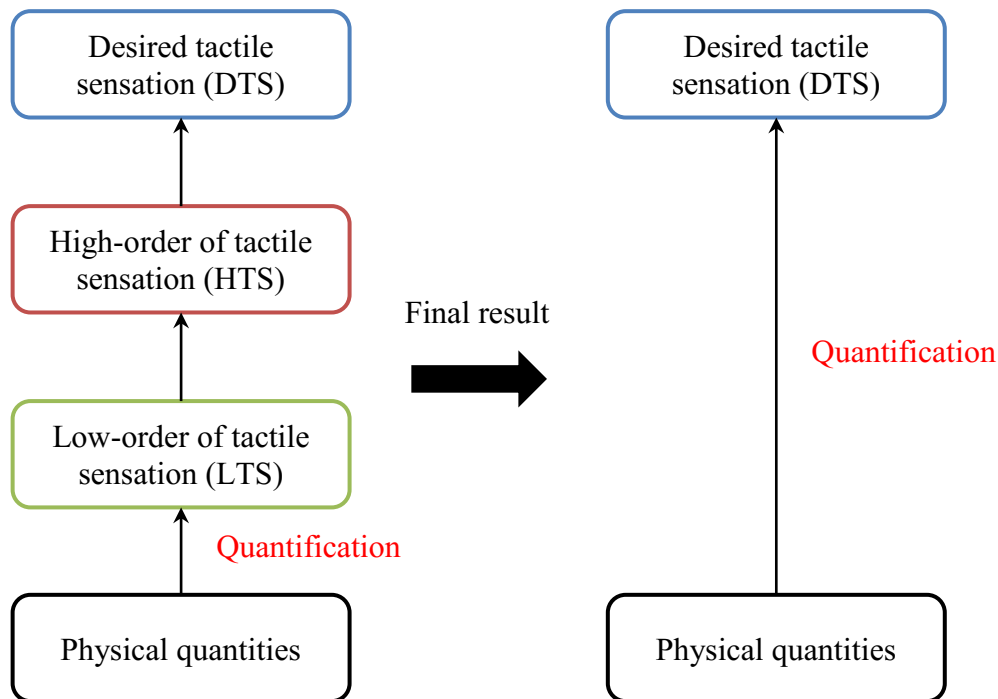 Desired tactile
sensation (DTS)
High-order of tactile
sensation (HTS)
Low-order of tactile
sensation (LTS)
Quantification
Physical quantities
Final result
Desired tactile
sensation (DTS)
Quantification
Physical quantities